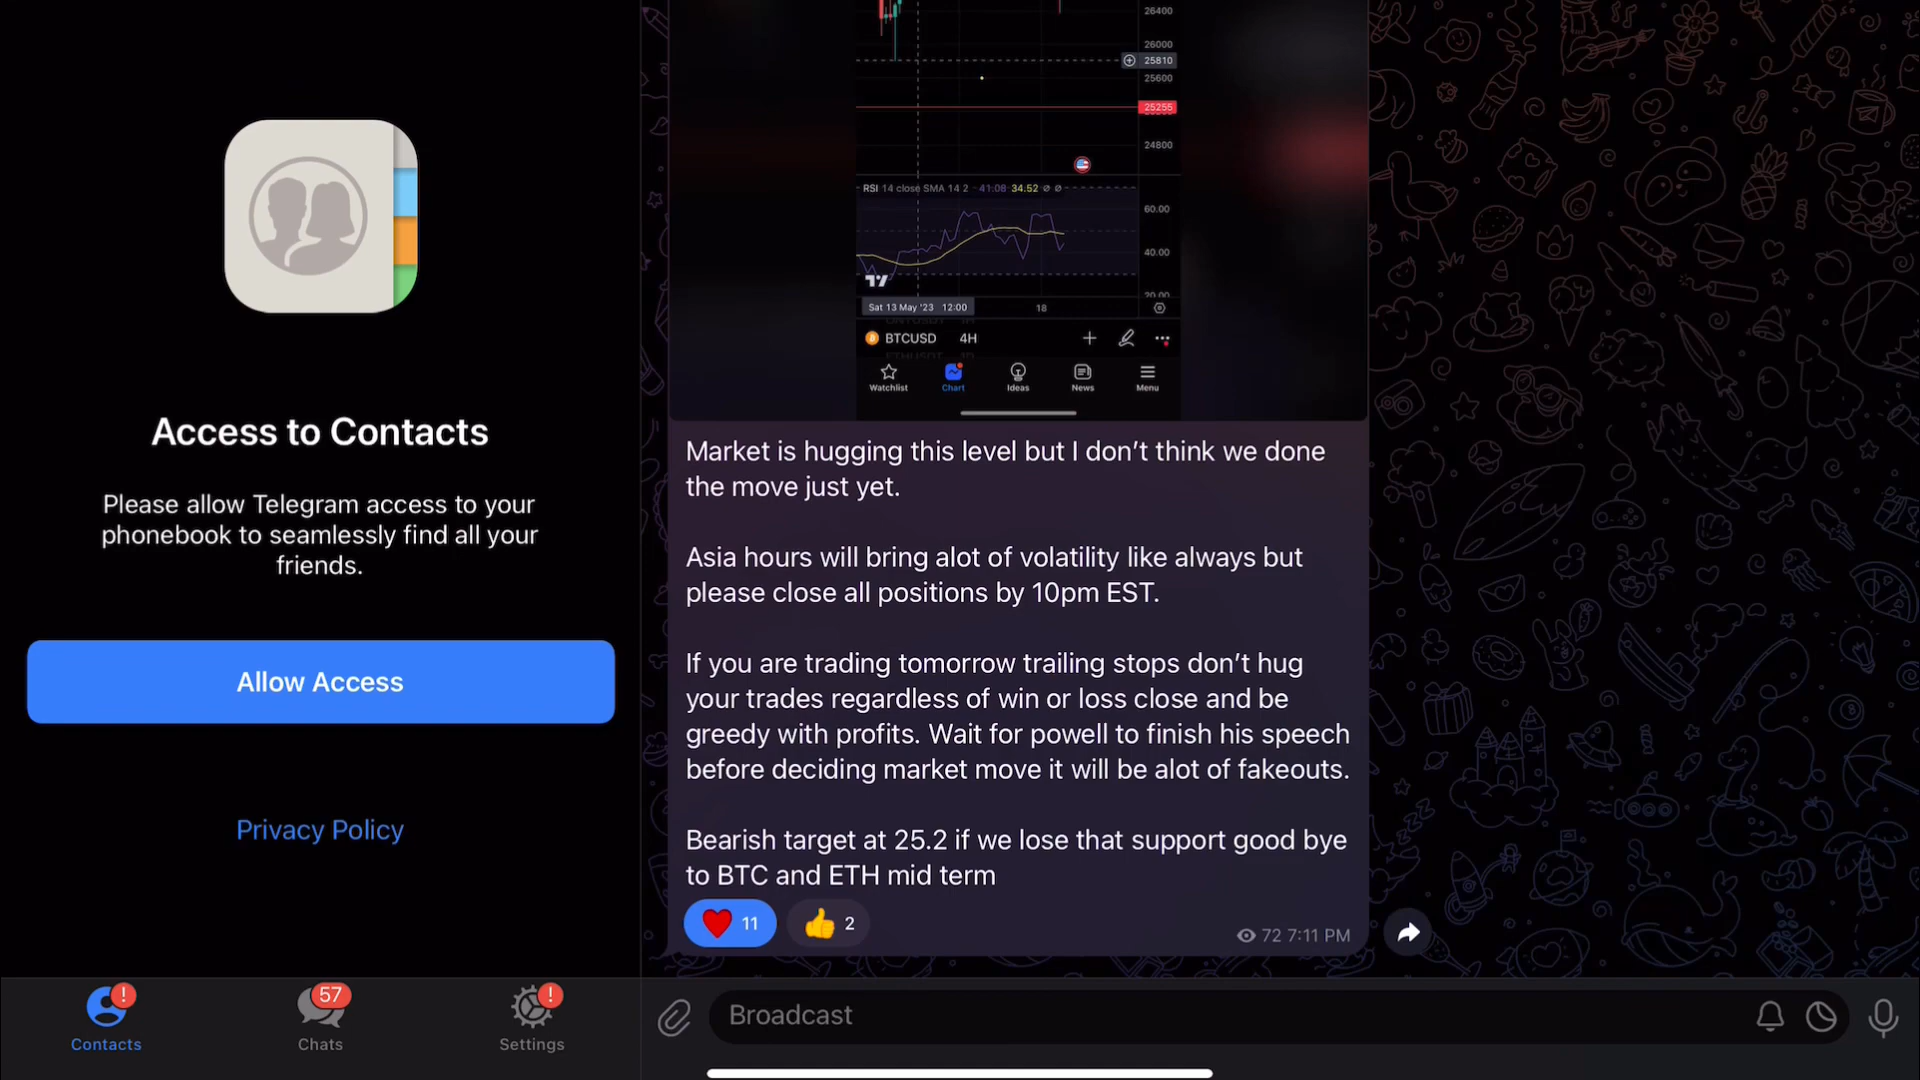 Access to Contacts
Please allow Telegram access to your
phonebook to seamlessly find all your
friends.
Allow Access
Privacy Policy
Contacts
57
Chats
Settings
26400
26000
25810
25600
25255
24800
RSI 14 close SMA 14 2 41.08 34.52
60.00
40.00
20.00
Sat 13 May '23 12:00
18
BTCUSD 4H
Watchlist
Chart
Ideas
News
Menu
Market is hugging this level but I don’t think we done
the move just yet.
Asia hours will bring alot of volatility like always but
please close all positions by 10pm EST.
If you are trading tomorrow trailing stops don’t hug
your trades regardless of win or loss close and be
greedy with profits. Wait for powell to finish his speech
before deciding market move it will be alot of fakeouts.
Bearish target at 25.2 if we lose that support good bye
to BTC and ETH mid term
11
2
72 7:11 PM
Broadcast